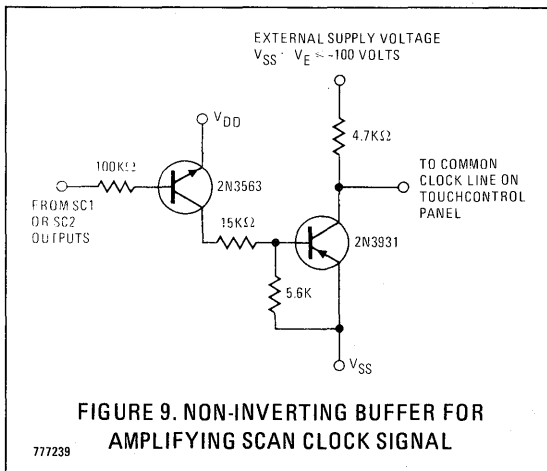 EXTERNAL SUPPLY VOLTAGE
VSS - VE = -100 VOLTS
VDD
4.7KΩ
100KΩ
2N3563
TO COMMON
CLOCK LINE ON
TOUCHCONTROL
PANEL
FROM SC1
OR SC2
OUTPUTS
15KΩ
2N3931
5.6K
VSS
FIGURE 9. NON-INVERTING BUFFER FOR
AMPLIFYING SCAN CLOCK SIGNAL
777239